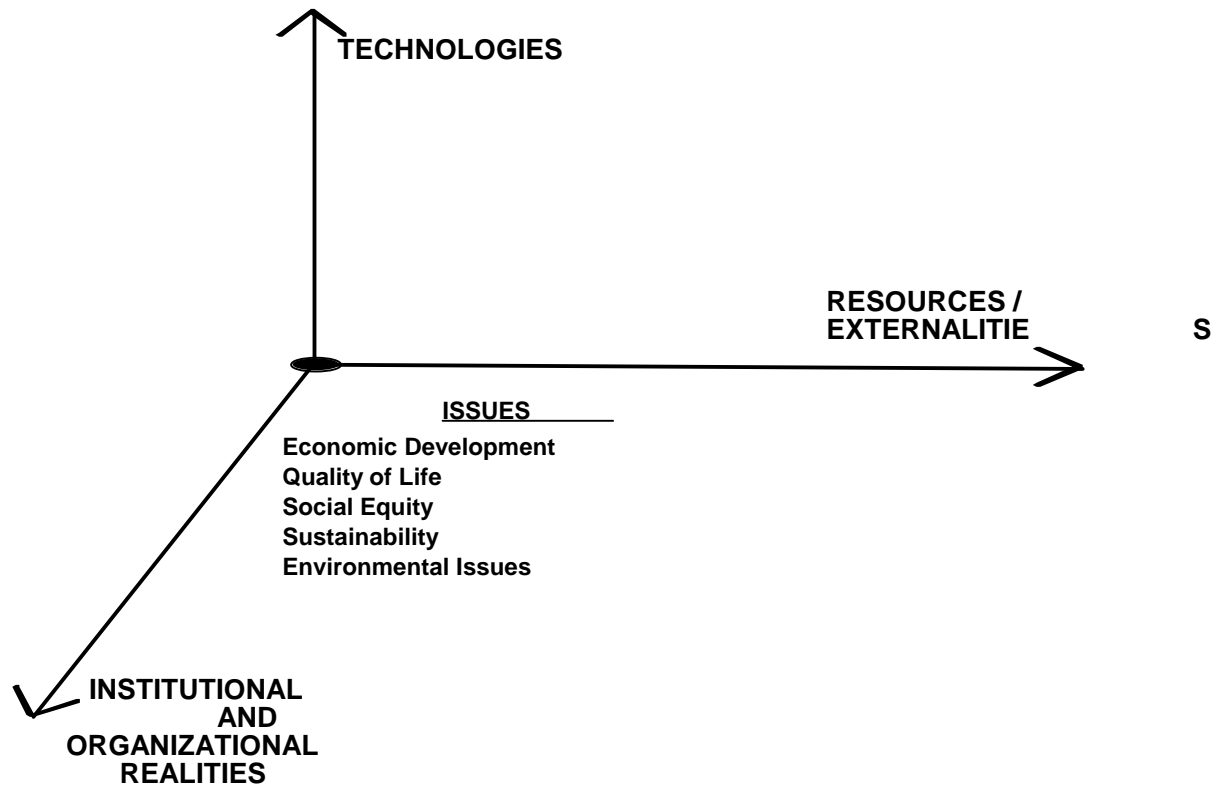 TECHNOLOGIES
RESOURCES /
EXTERNALITIE S
ISSUES
Economic Development
Quality of Life
Social Equity
Sustainability
Environmental Issues
INSTITUTIONAL
AND
ORGANIZATIONAL
REALITIES